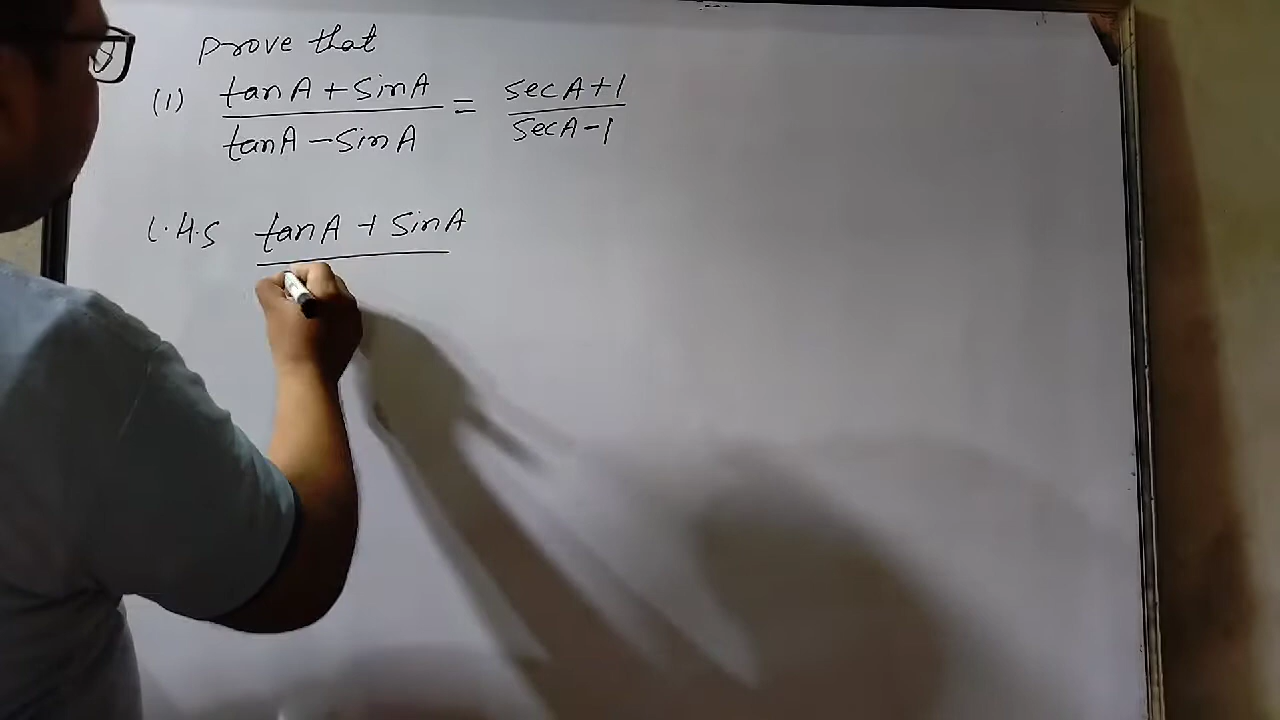 Prove that
(1) tanA + sinA / tanA - sinA = secA+1 / secA-1
L.H.S tanA + sinA